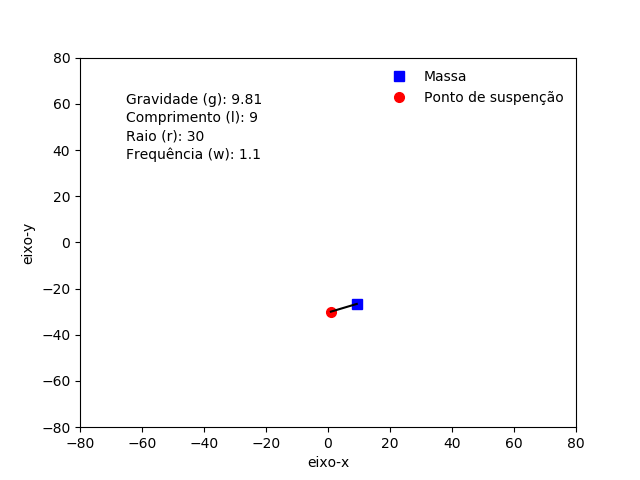 Massa
Ponto de suspenção
Gravidade (g): 9.81
Comprimento (l): 9
Raio (r): 30
Frequência (w): 1.1
80
60
40
20
0
−20
−40
−60
−80
eixo-y
−80 −60 −40 −20 0 20 40 60 80
eixo-x